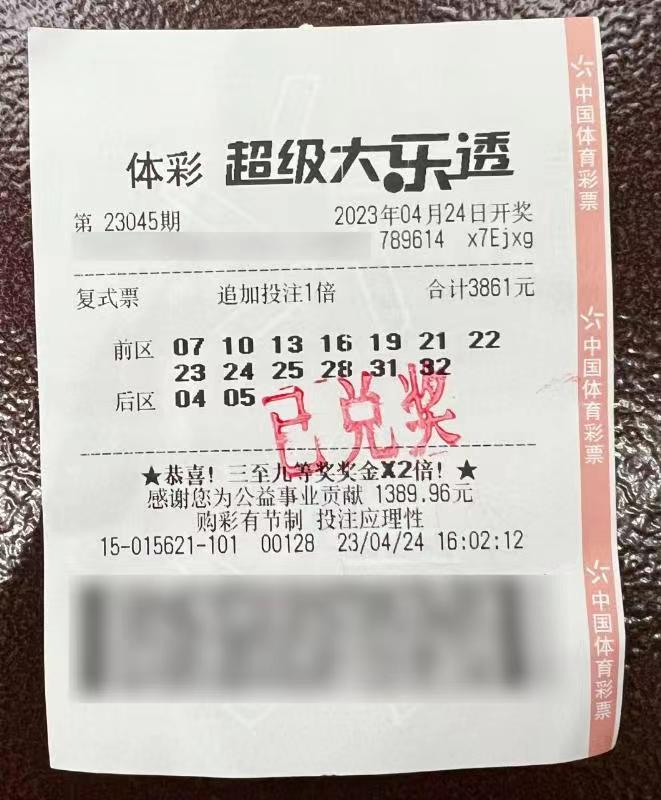 体彩 超级大乐透
第 23045期 2023年04月24日开奖
789614 x7Ejxg
复式票 追加投注1倍 合计3861元
前区 07 10 13 16 19 21 22
23 24 25 28 31 32
后区 04 05
已兑奖
★恭喜！三至九等奖奖金X2倍！★
感谢您为公益事业贡献 1389.96元
购彩有节制 投注应理性
15-015621-101 00128 23/04/24 16:02:12
中国体育彩票
中国体育彩票
中国体育彩票